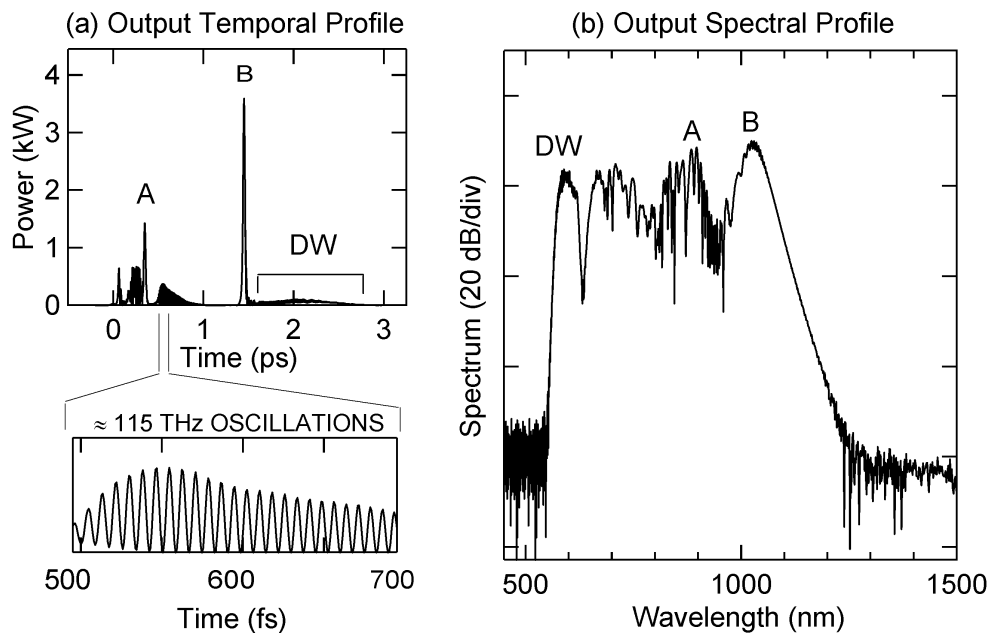 (a) Output Temporal Profile
4
3
2
1
0
Power (kW)
A
B
DW
0 1 2 3
Time (ps)
≈ 115 THz OSCILLATIONS
500 600 700
Time (fs)
(b) Output Spectral Profile
Spectrum (20 dB/div)
DW
A
B
500 1000 1500
Wavelength (nm)